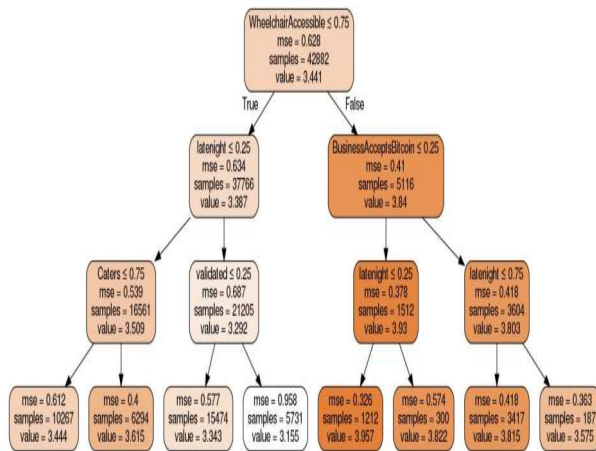 WheelchairAccessible ≤ 0.75
mse = 0.628
samples = 42882
value = 3.441
True
False
latenight ≤ 0.25
mse = 0.634
samples = 37766
value = 3.387
BusinessAcceptsBitcoin ≤ 0.25
mse = 0.41
samples = 5116
value = 3.84
Caters ≤ 0.75
mse = 0.539
samples = 16561
value = 3.509
validated ≤ 0.25
mse = 0.687
samples = 21205
value = 3.292
latenight ≤ 0.25
mse = 0.378
samples = 1512
value = 3.93
latenight ≤ 0.75
mse = 0.418
samples = 3604
value = 3.803
mse = 0.612
samples = 10267
value = 3.444
mse = 0.4
samples = 6294
value = 3.615
mse = 0.577
samples = 15474
value = 3.343
mse = 0.958
samples = 5731
value = 3.155
mse = 0.326
samples = 1212
value = 3.957
mse = 0.574
samples = 300
value = 3.822
mse = 0.418
samples = 3417
value = 3.815
mse = 0.363
samples = 187
value = 3.575